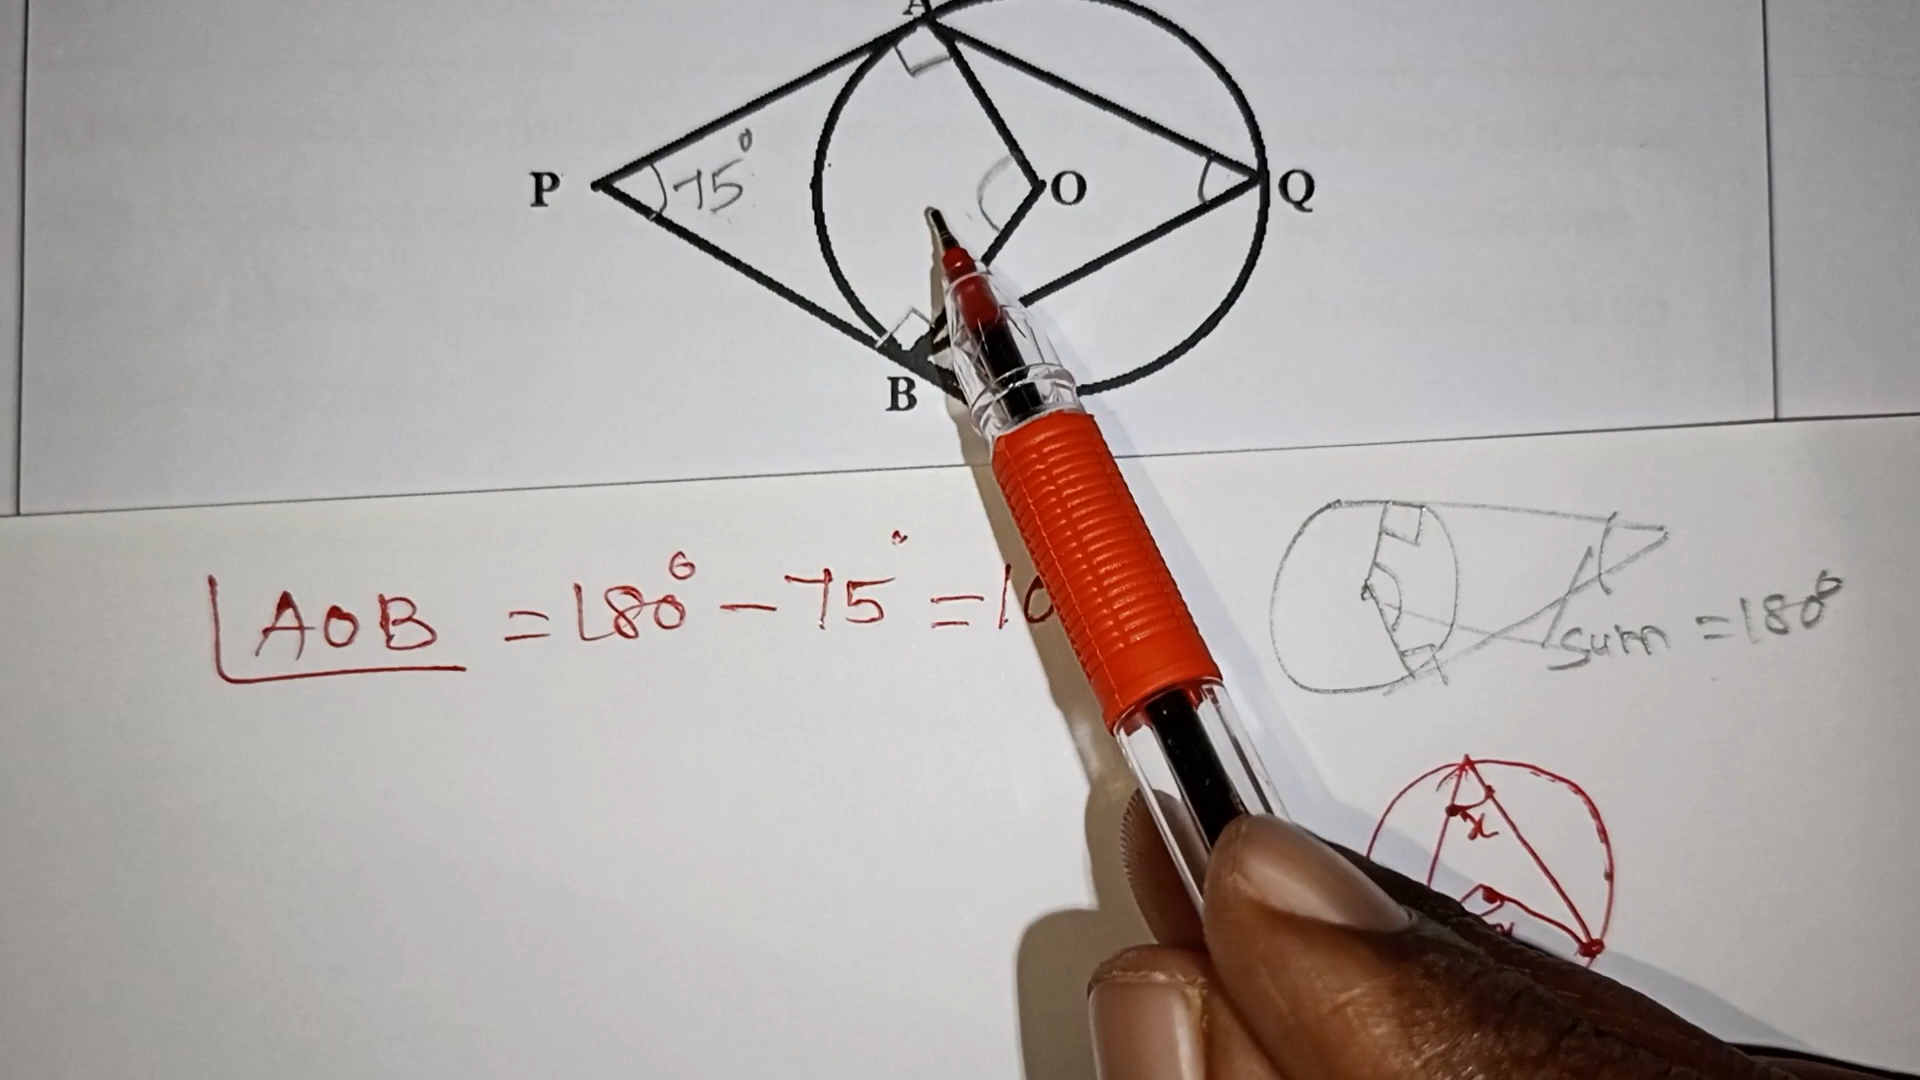 A
P 75° O Q
B
∠AOB = 180° - 75° = 10
sum = 180°
x
x